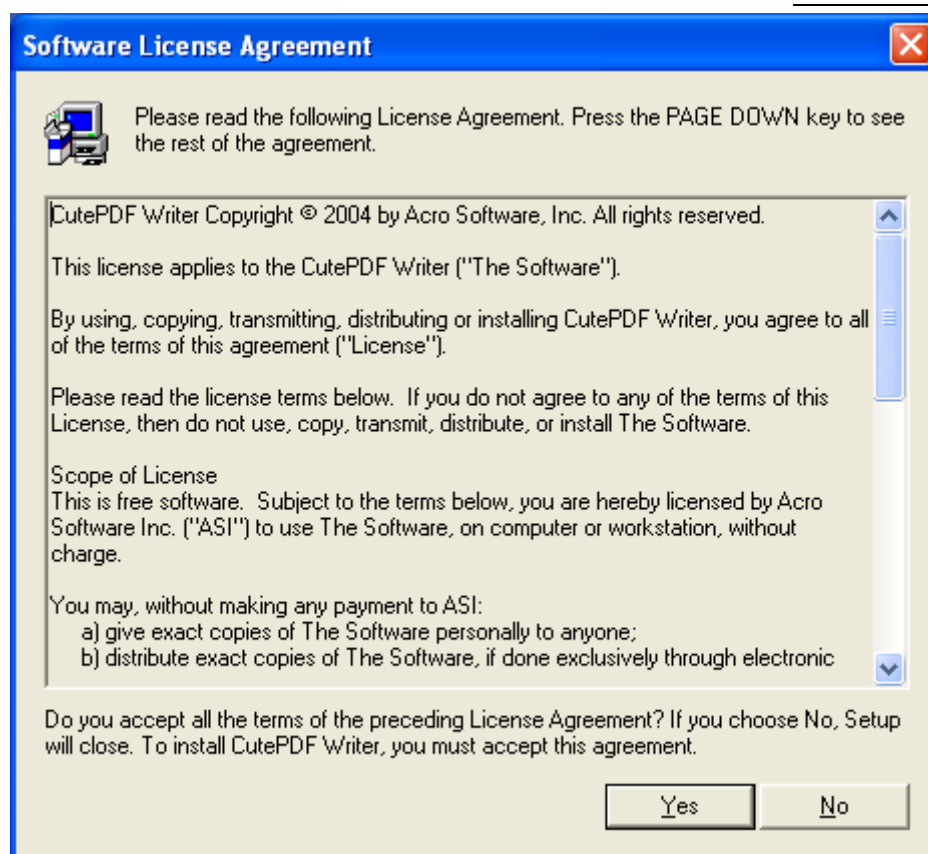 Software License Agreement
Please read the following License Agreement. Press the PAGE DOWN key to see
the rest of the agreement.
CutePDF Writer Copyright © 2004 by Acro Software, Inc. All rights reserved.
This license applies to the CutePDF Writer ("The Software").
By using, copying, transmitting, distributing or installing CutePDF Writer, you agree to all
of the terms of this agreement ("License").
Please read the license terms below.  If you do not agree to any of the terms of this
License, then do not use, copy, transmit, distribute, or install The Software.
Scope of License
This is free software.  Subject to the terms below, you are hereby licensed by Acro
Software Inc. ("ASI") to use The Software, on computer or workstation, without
charge.
You may, without making any payment to ASI:
a) give exact copies of The Software personally to anyone;
b) distribute exact copies of The Software, if done exclusively through electronic
Do you accept all the terms of the preceding License Agreement? If you choose No, Setup
will close. To install CutePDF Writer, you must accept this agreement.
Yes No